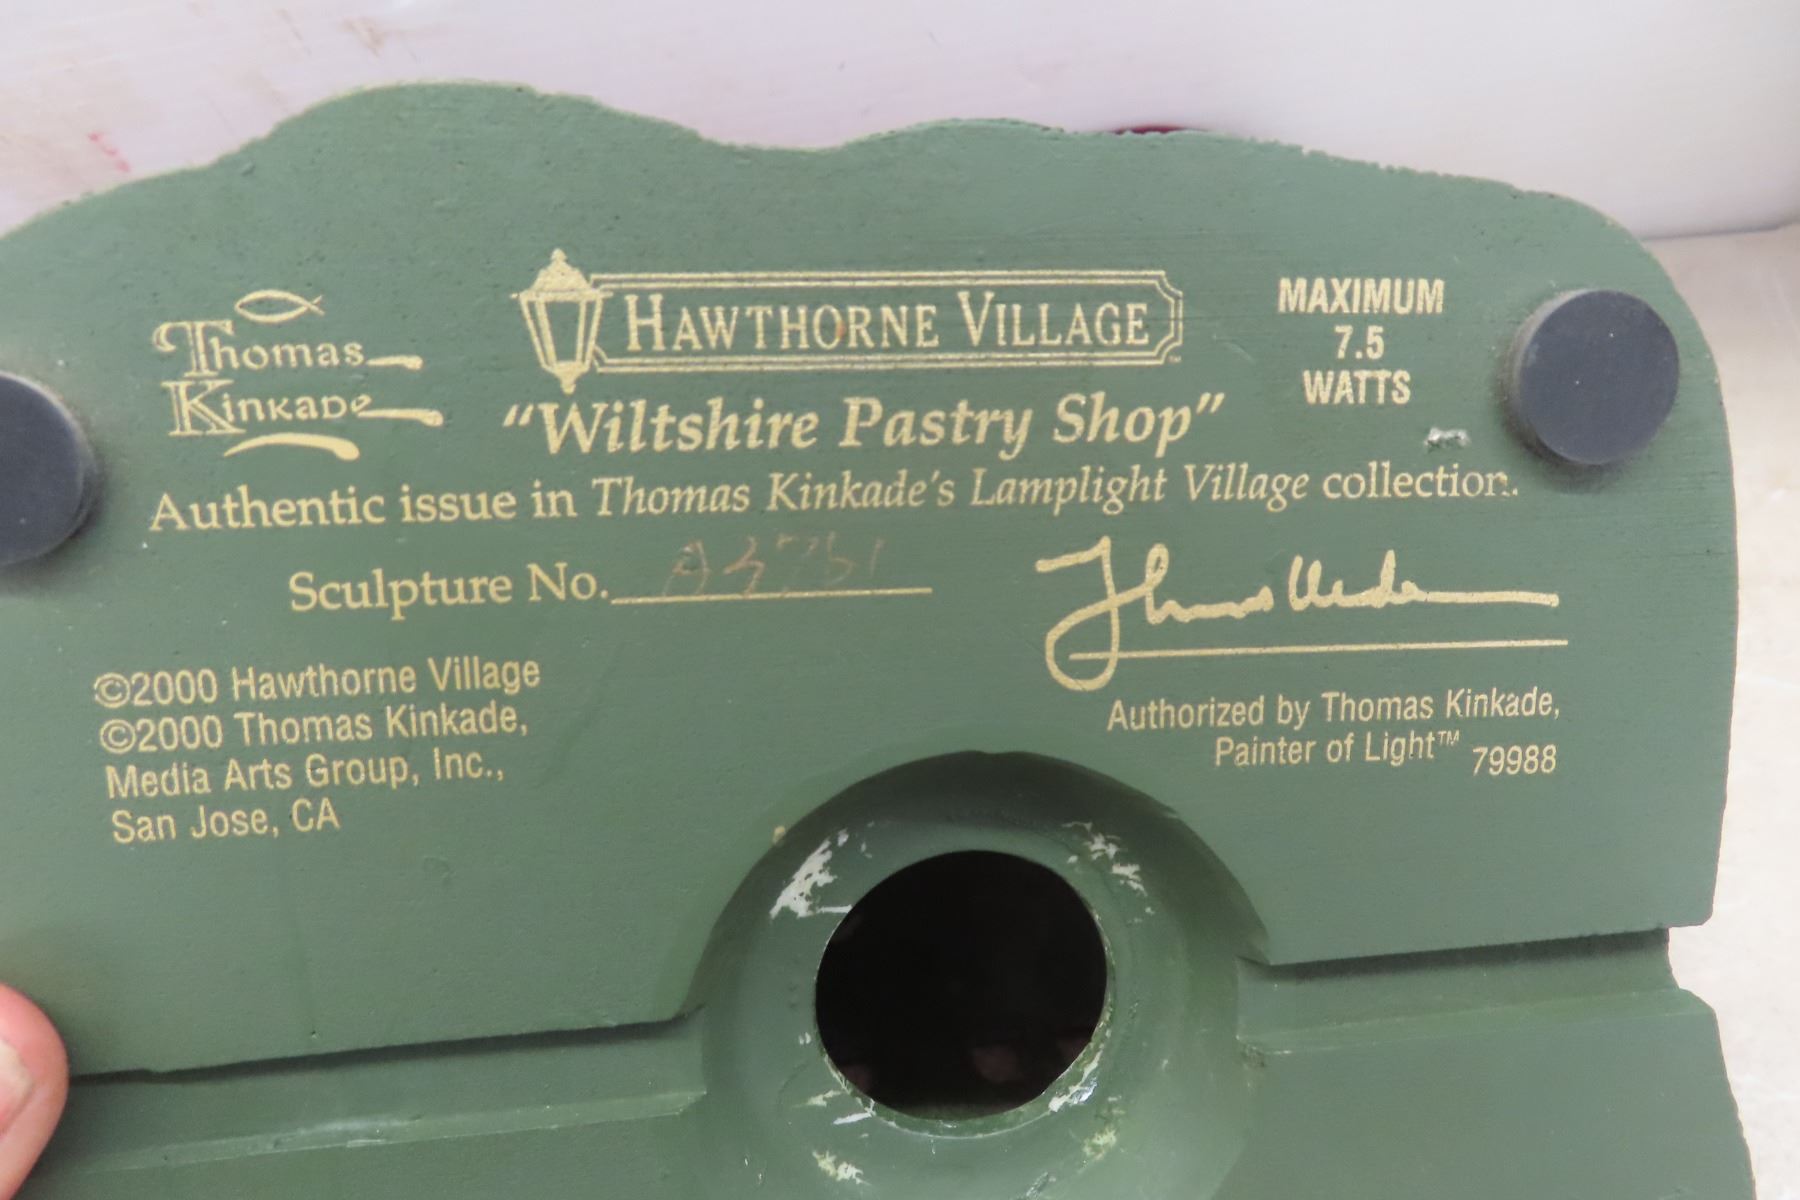 Thomas
Kinkade
HAWTHORNE VILLAGE™
MAXIMUM
7.5
WATTS
"Wiltshire Pastry Shop"
Authentic issue in Thomas Kinkade's Lamplight Village collection.
Sculpture No.
©2000 Hawthorne Village
©2000 Thomas Kinkade,
Media Arts Group, Inc.,
San Jose, CA
Authorized by Thomas Kinkade,
Painter of Light™ 79988